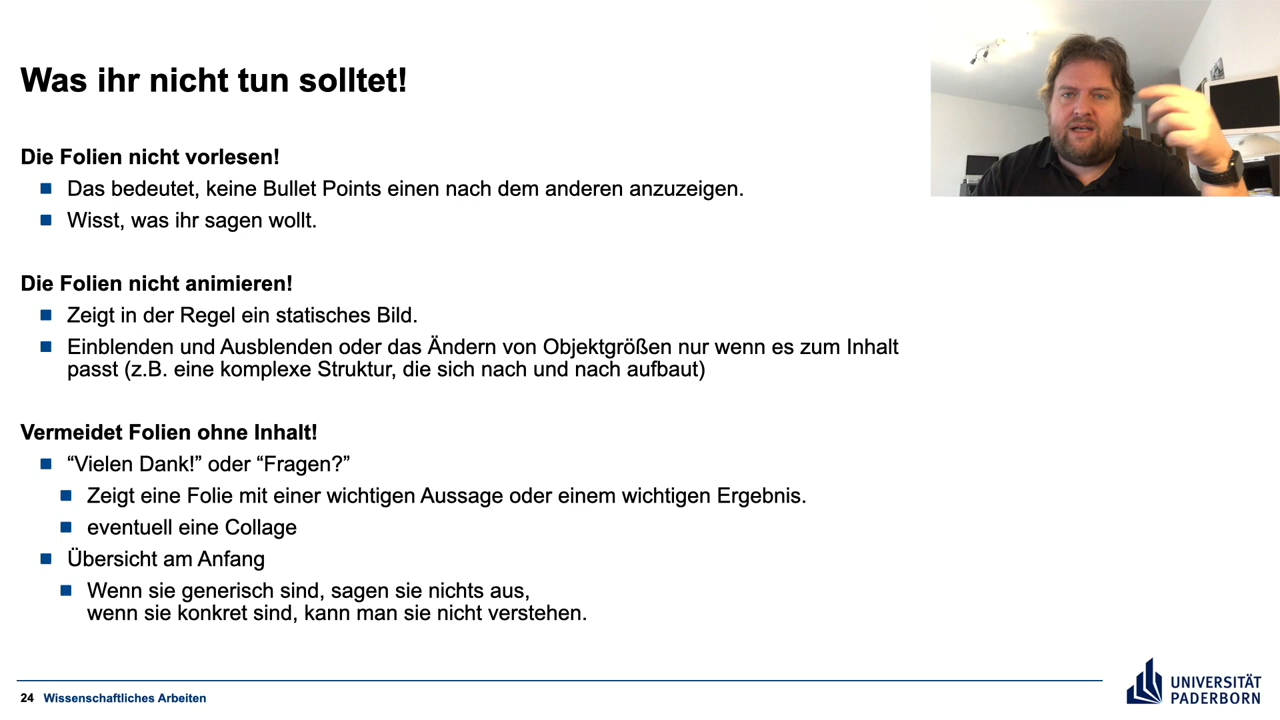 Was ihr nicht tun solltet!
Die Folien nicht vorlesen!
Das bedeutet, keine Bullet Points einen nach dem anderen anzuzeigen.
Wisst, was ihr sagen wollt.
Die Folien nicht animieren!
Zeigt in der Regel ein statisches Bild.
Einblenden und Ausblenden oder das Ändern von Objektgrößen nur wenn es zum Inhalt
passt (z.B. eine komplexe Struktur, die sich nach und nach aufbaut)
Vermeidet Folien ohne Inhalt!
“Vielen Dank!” oder “Fragen?”
Zeigt eine Folie mit einer wichtigen Aussage oder einem wichtigen Ergebnis.
eventuell eine Collage
Übersicht am Anfang
Wenn sie generisch sind, sagen sie nichts aus,
wenn sie konkret sind, kann man sie nicht verstehen.
24 Wissenschaftliches Arbeiten
UNIVERSITÄT
PADERBORN